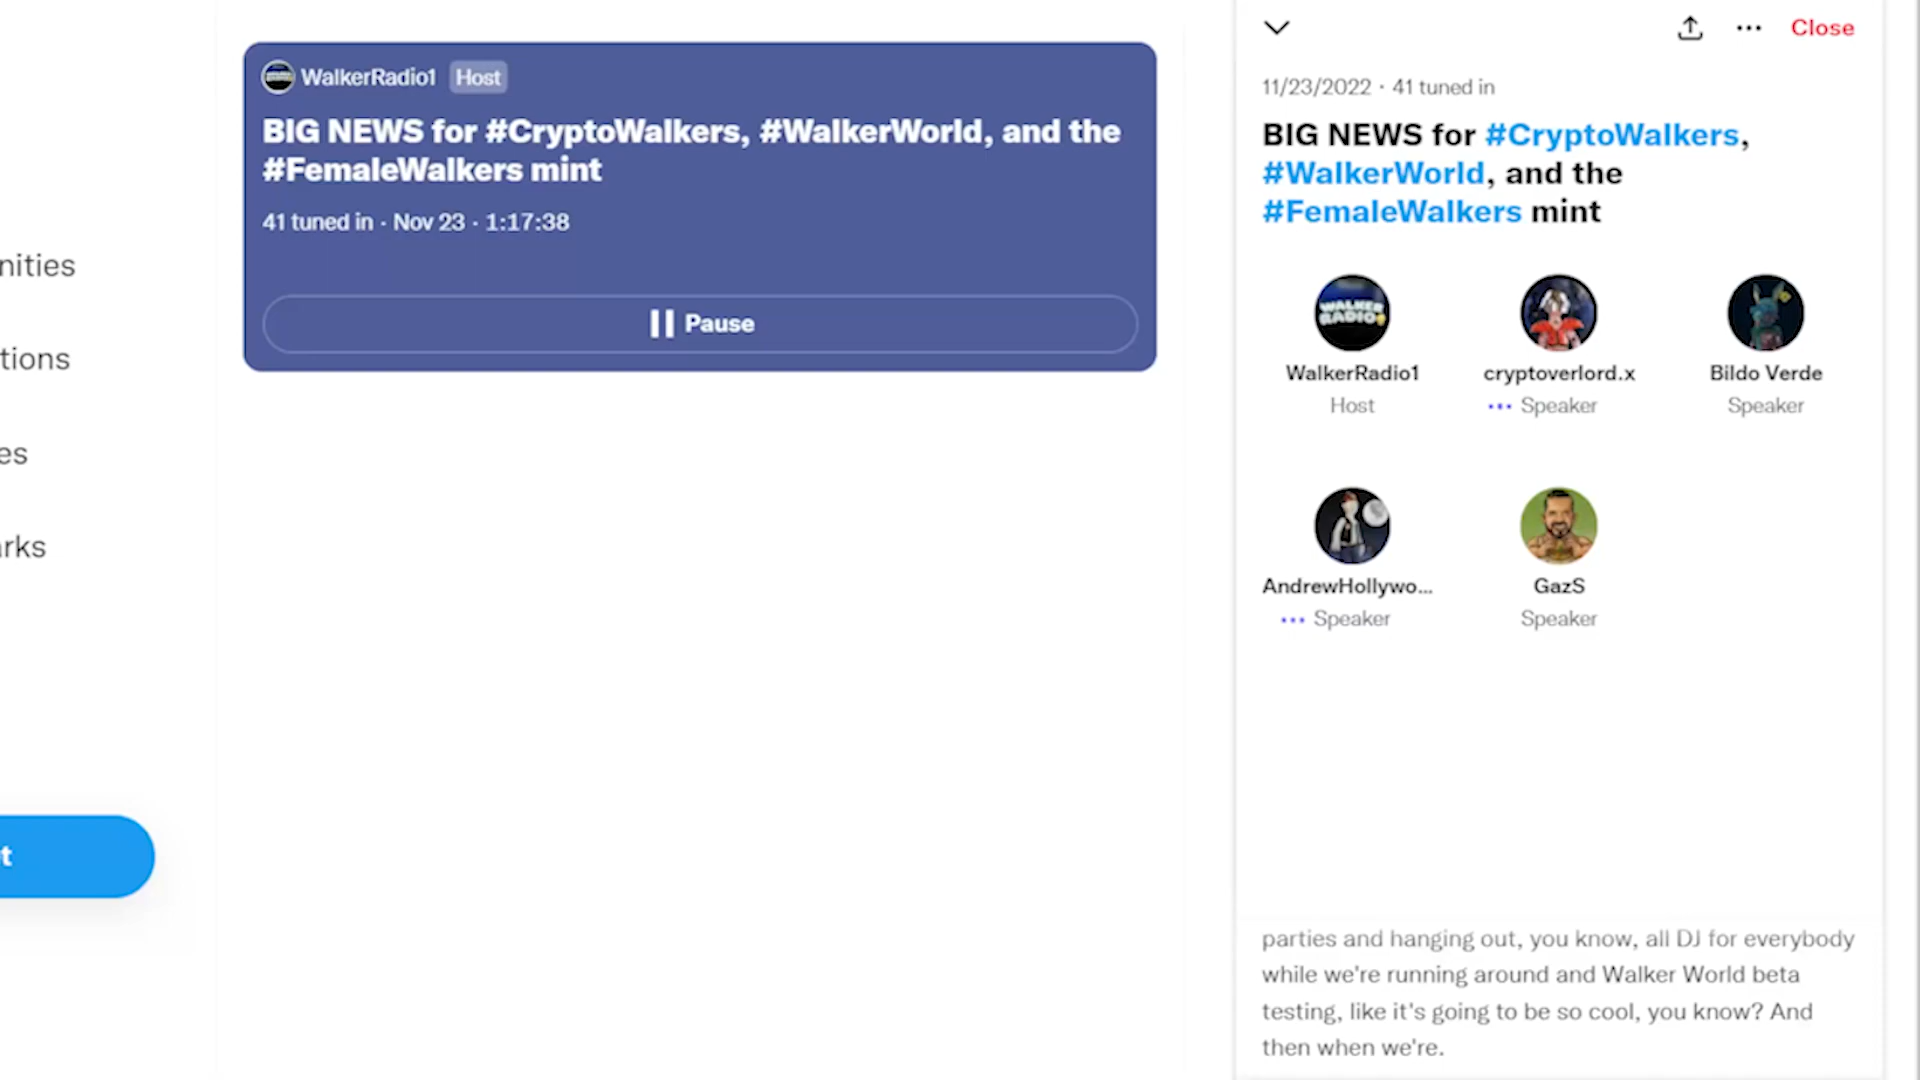 nities
tions
es
arks
t
WalkerRadio1 Host
BIG NEWS for #CryptoWalkers, #WalkerWorld, and the
#FemaleWalkers mint
41 tuned in · Nov 23 · 1:17:38
Pause
Close
11/23/2022 · 41 tuned in
BIG NEWS for #CryptoWalkers,
#WalkerWorld, and the
#FemaleWalkers mint
WALKER
RADIO
WalkerRadio1
Host
cryptoverlord.x
Speaker
Bildo Verde
Speaker
AndrewHollywo...
Speaker
GazS
Speaker
parties and hanging out, you know, all DJ for everybody
while we're running around and Walker World beta
testing, like it's going to be so cool, you know? And
then when we're.